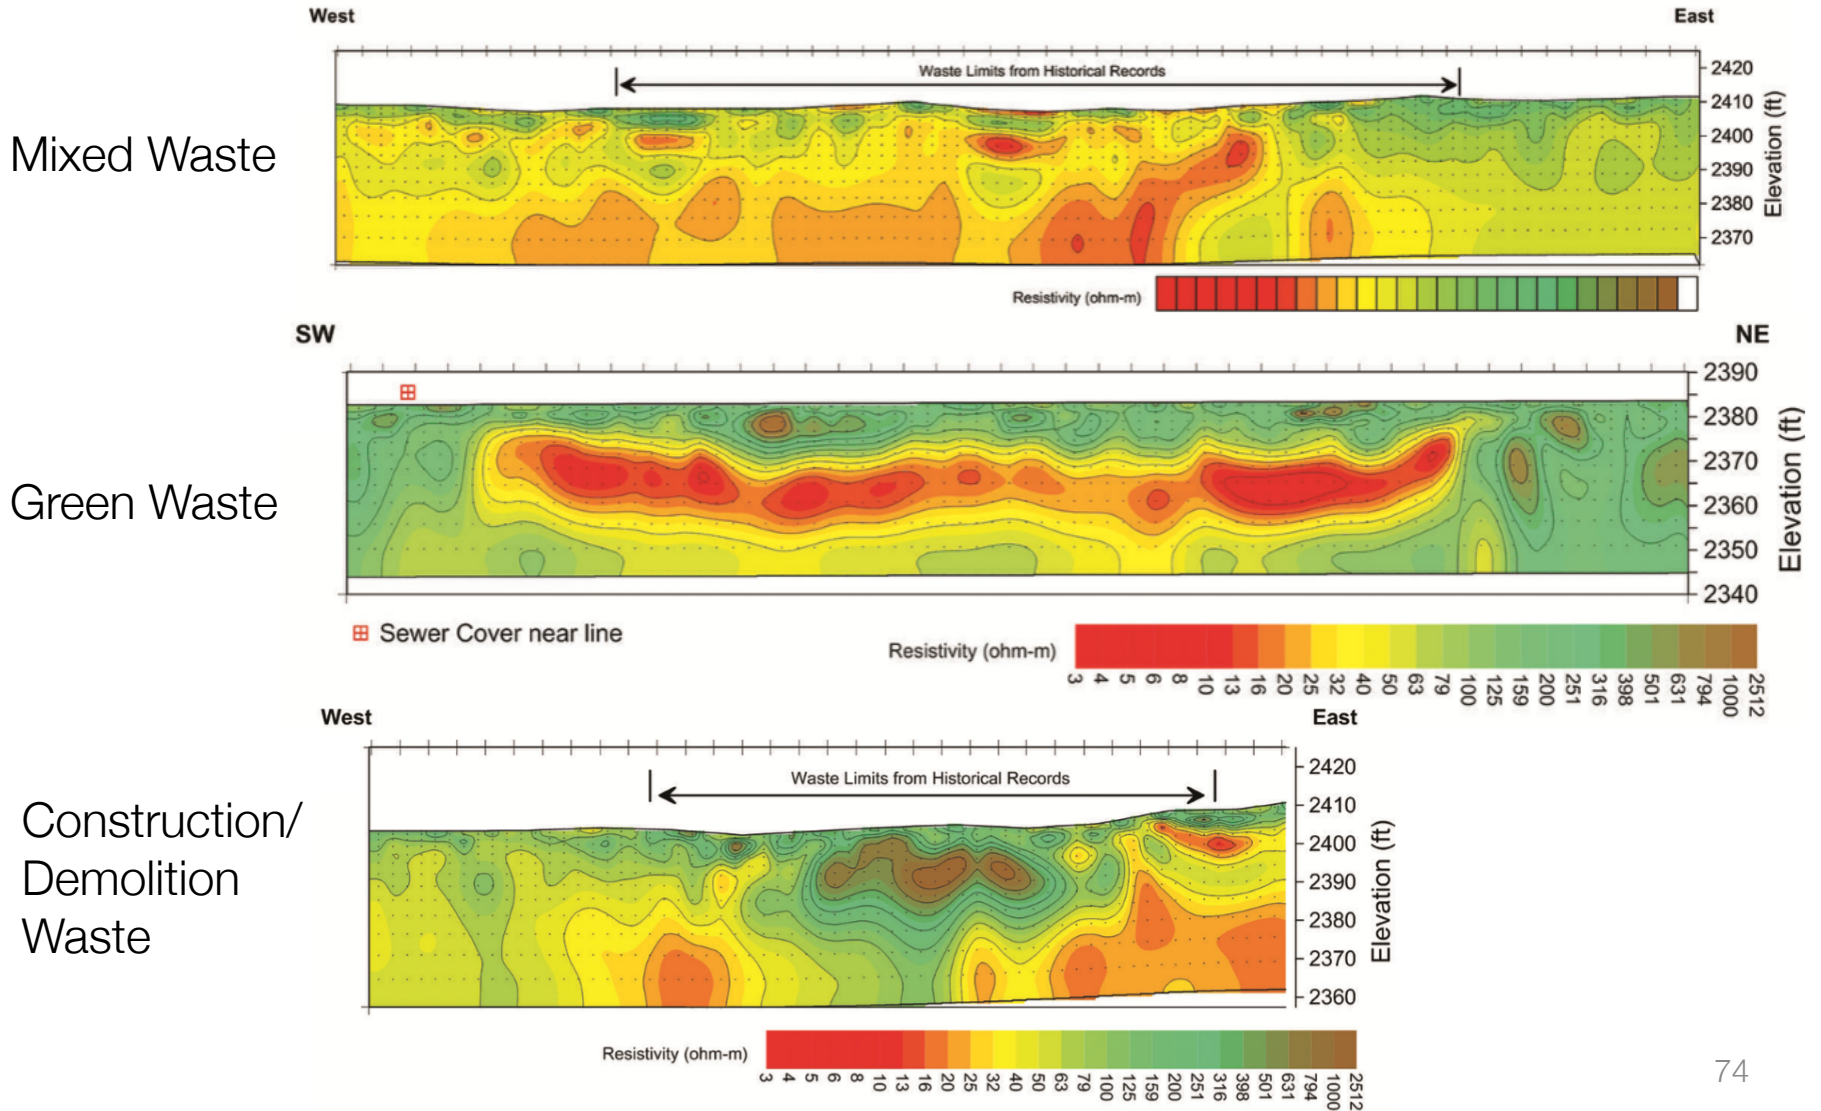 West East
Waste Limits from Historical Records
2420
2410
2400
2390
2380
2370
Elevation (ft)
Mixed Waste
Resistivity (ohm-m)
SW NE
2390
2380
2370
2360
2350
2340
Elevation (ft)
Green Waste
Sewer Cover near line
Resistivity (ohm-m)
3 4 5 6 8 10 13 16 20 25 32 40 50 63 79 100 125 159 200 251 316 398 501 631 794 1000 2512
West East
Waste Limits from Historical Records
2420
2410
2400
2390
2380
2370
2360
Elevation (ft)
Construction/
Demolition
Waste
Resistivity (ohm-m)
3 4 5 6 8 10 13 16 20 25 32 40 50 63 79 100 125 159 200 251 316 398 501 631 794 1000 2512
74